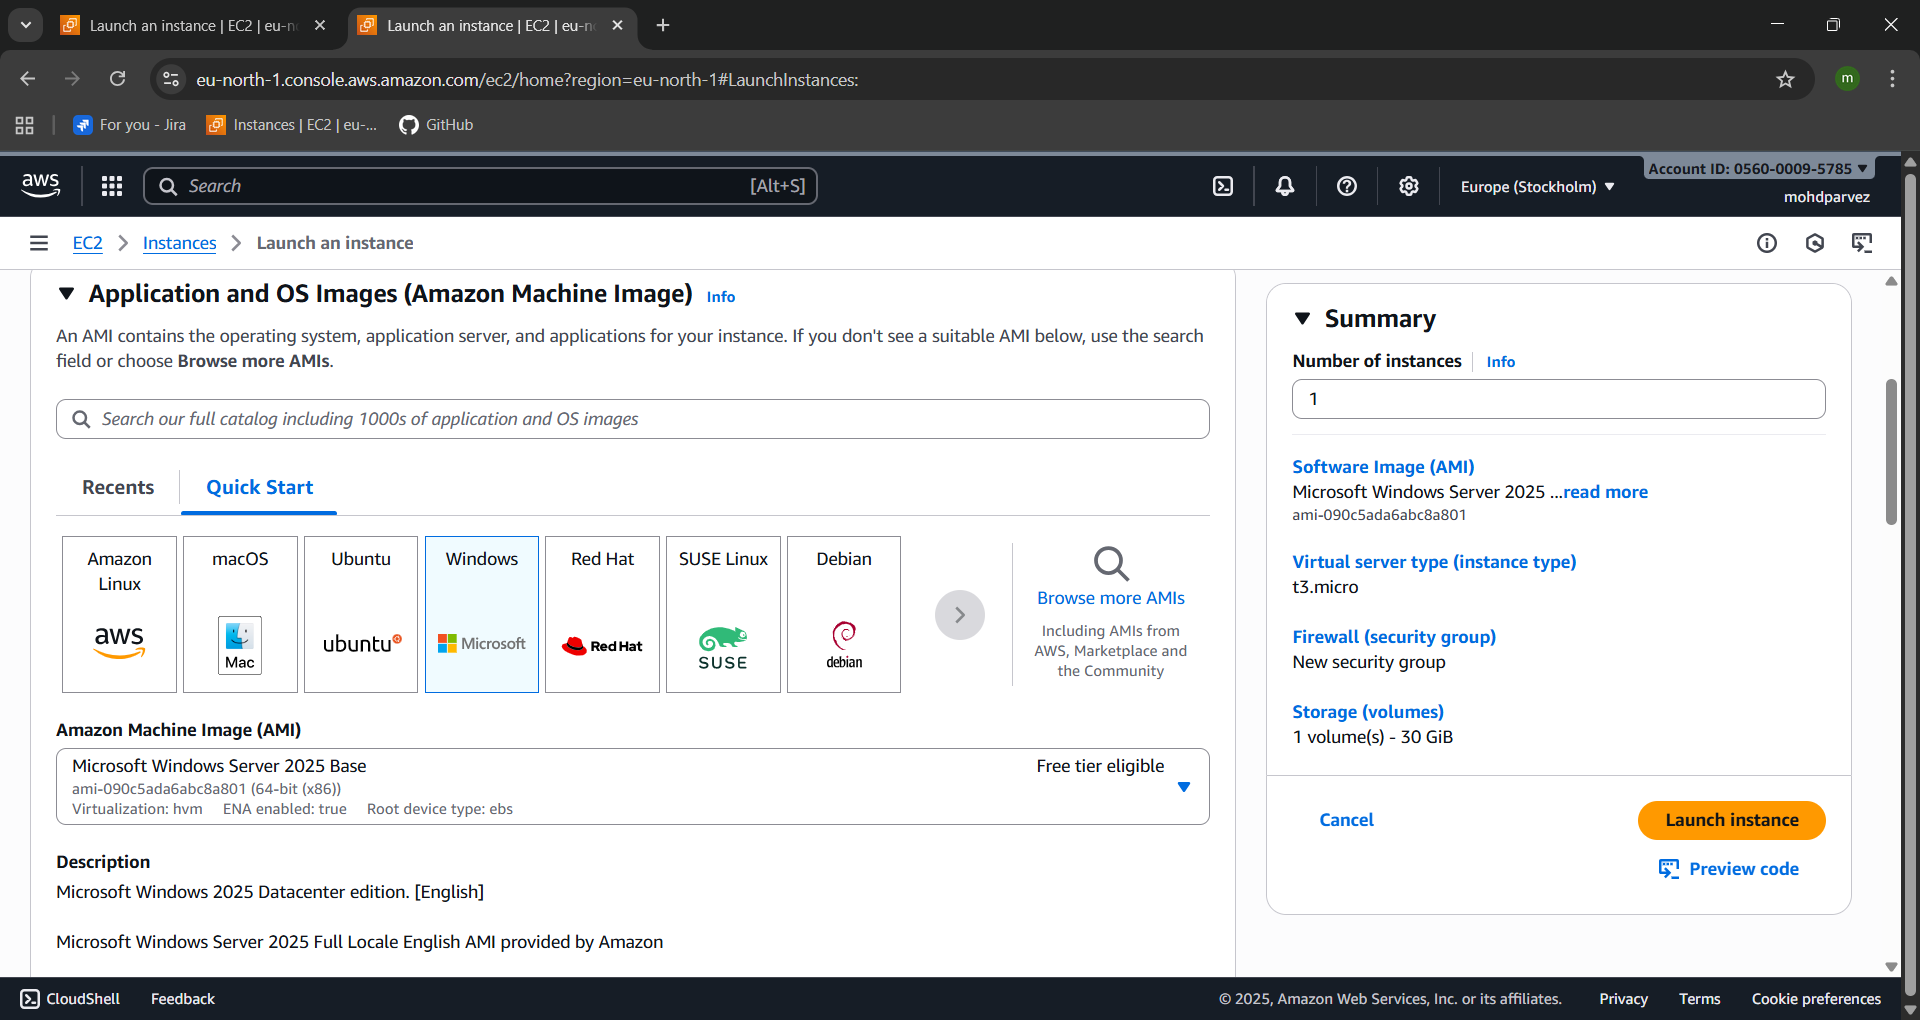 Launch an instance | EC2 | eu-n
Launch an instance | EC2 | eu-n
eu-north-1.console.aws.amazon.com/ec2/home?region=eu-north-1#LaunchInstances:
m
For you - Jira
Instances | EC2 | eu-...
GitHub
aws
Search
[Alt+S]
Europe (Stockholm)
Account ID: 0560-0009-5785
mohdparvez
EC2
Instances
Launch an instance
Application and OS Images (Amazon Machine Image)
Info
An AMI contains the operating system, application server, and applications for your instance. If you don't see a suitable AMI below, use the search
field or choose Browse more AMIs.
Search our full catalog including 1000s of application and OS images
Recents
Quick Start
Amazon
Linux
aws
macOS
Mac
Ubuntu
ubuntu
Windows
Microsoft
Red Hat
Red Hat
SUSE Linux
SUSE
Debian
debian
Browse more AMIs
Including AMIs from
AWS, Marketplace and
the Community
Amazon Machine Image (AMI)
Microsoft Windows Server 2025 Base
Free tier eligible
ami-090c5ada6abc8a801 (64-bit (x86))
Virtualization: hvm ENA enabled: true Root device type: ebs
Description
Microsoft Windows 2025 Datacenter edition. [English]
Microsoft Windows Server 2025 Full Locale English AMI provided by Amazon
Summary
Number of instances
Info
1
Software Image (AMI)
Microsoft Windows Server 2025 ...read more
ami-090c5ada6abc8a801
Virtual server type (instance type)
t3.micro
Firewall (security group)
New security group
Storage (volumes)
1 volume(s) - 30 GiB
Cancel
Launch instance
Preview code
CloudShell
Feedback
© 2025, Amazon Web Services, Inc. or its affiliates.
Privacy
Terms
Cookie preferences